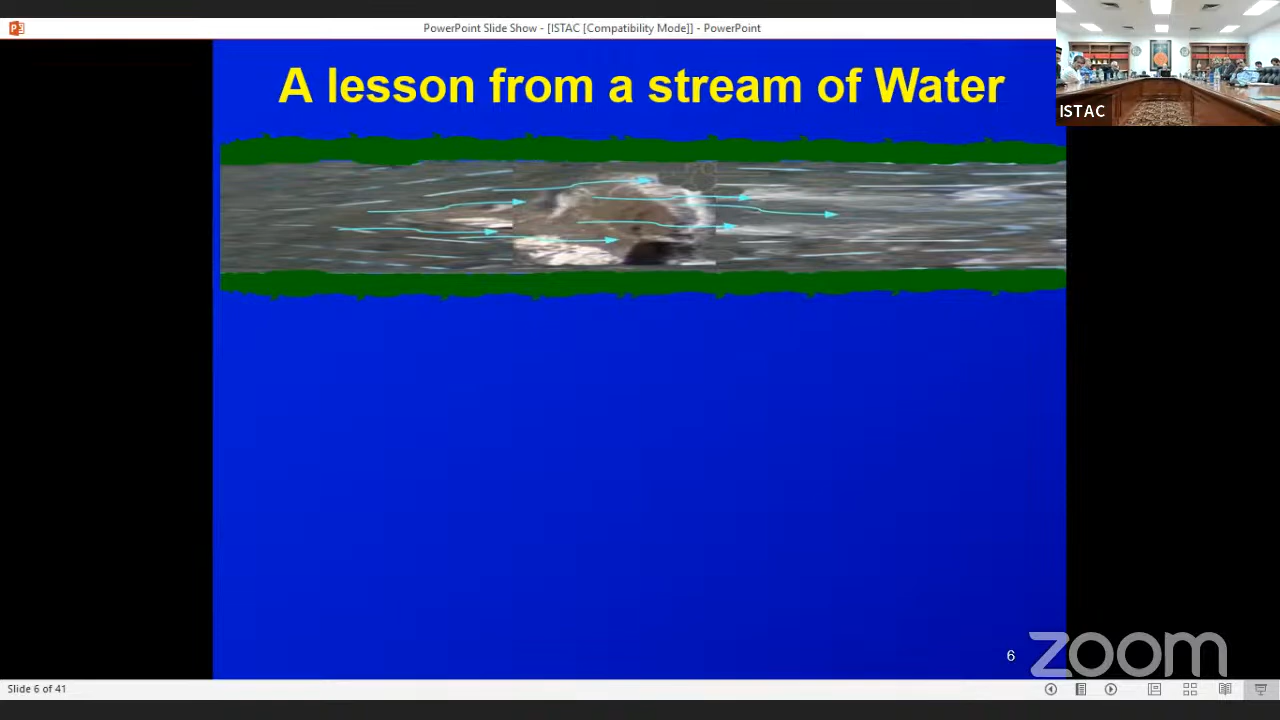 PowerPoint Slide Show - [ISTAC [Compatibility Mode]] - PowerPoint
A lesson from a stream of Water
ISTAC
6
zoom
Slide 6 of 41